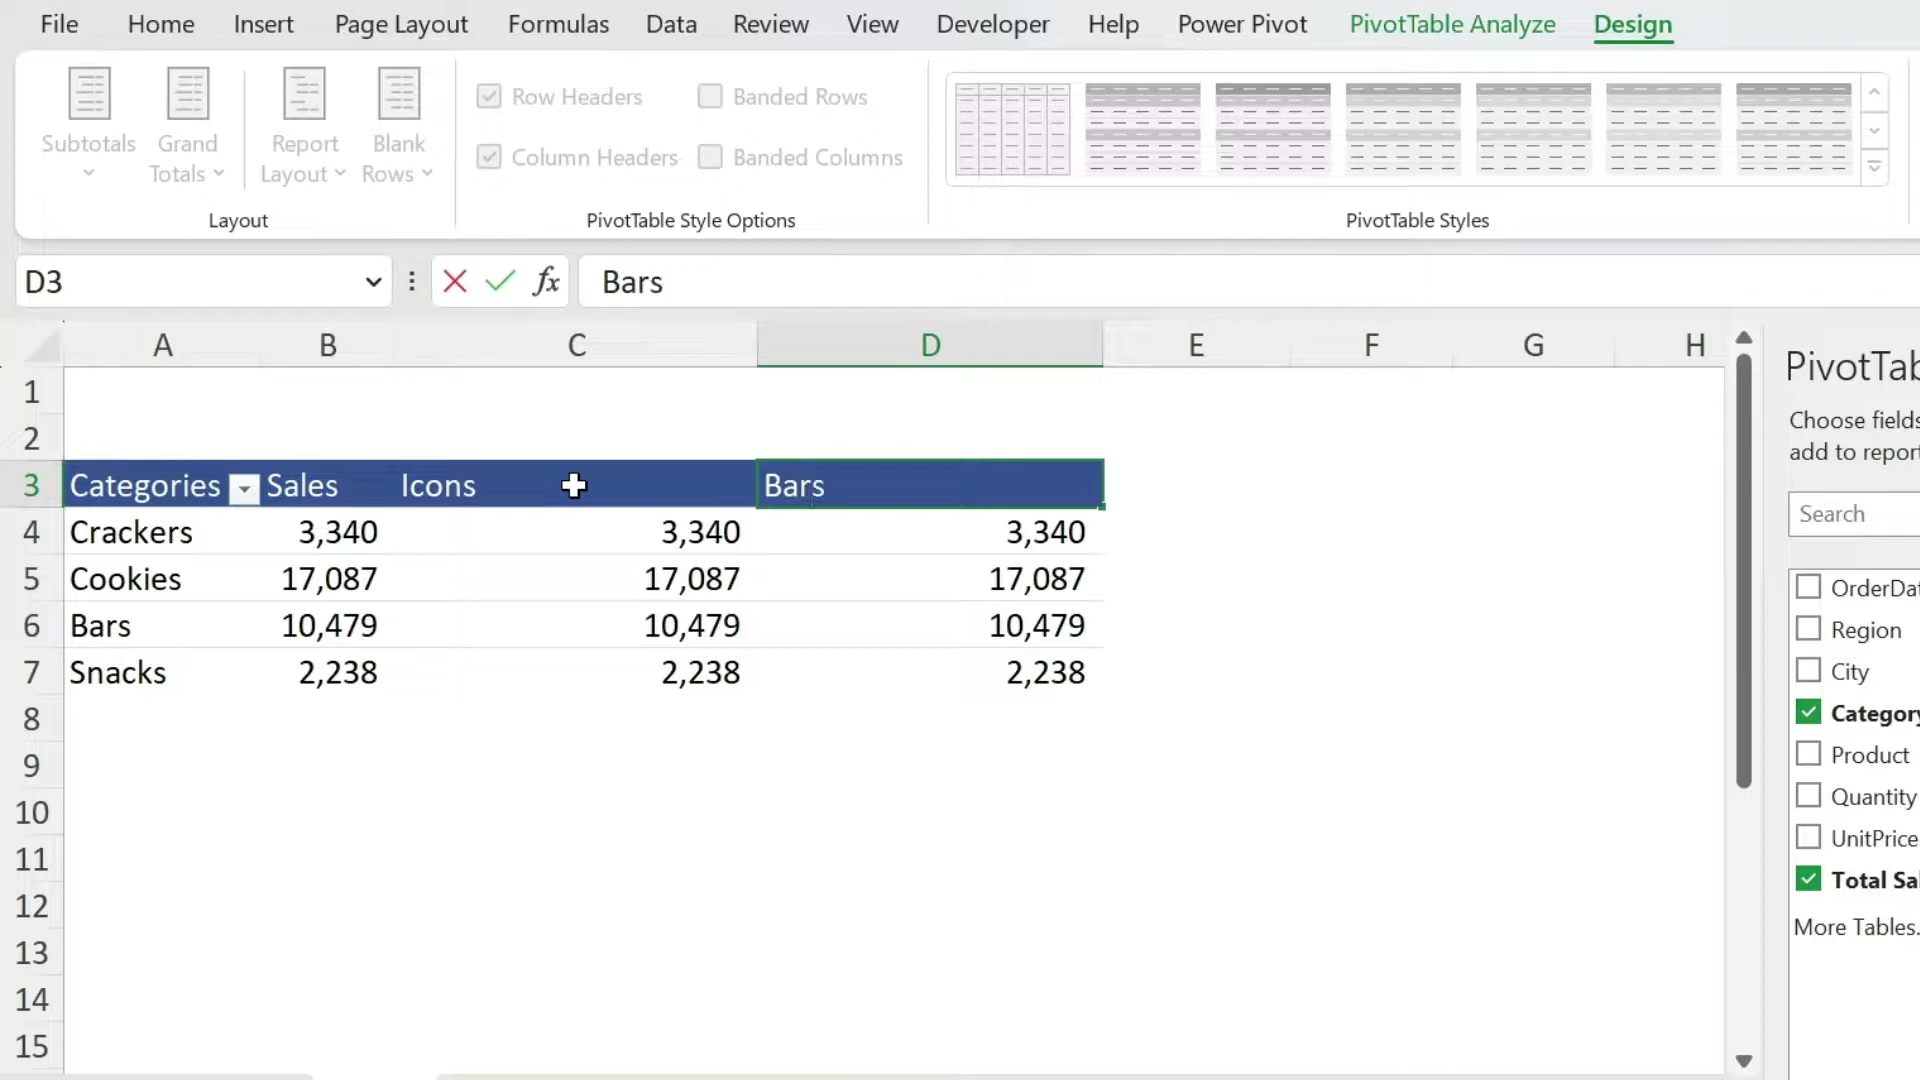 File Home Insert Page Layout Formulas Data Review View Developer Help Power Pivot PivotTable Analyze Design
Subtotals
Grand
Totals
Report
Layout
Blank
Rows
Layout
Row Headers
Banded Rows
Column Headers
Banded Columns
PivotTable Style Options
PivotTable Styles
D3
fx
Bars
A B C D E F G H
1
2
3 Categories Sales Icons Bars
4 Crackers 3,340 3,340 3,340
5 Cookies 17,087 17,087 17,087
6 Bars 10,479 10,479 10,479
7 Snacks 2,238 2,238 2,238
8
9
10
11
12
13
14
15
PivotTab
Choose fields
add to report
Search
OrderDat
Region
City
Category
Product
Quantity
UnitPrice
Total Sal
More Tables.